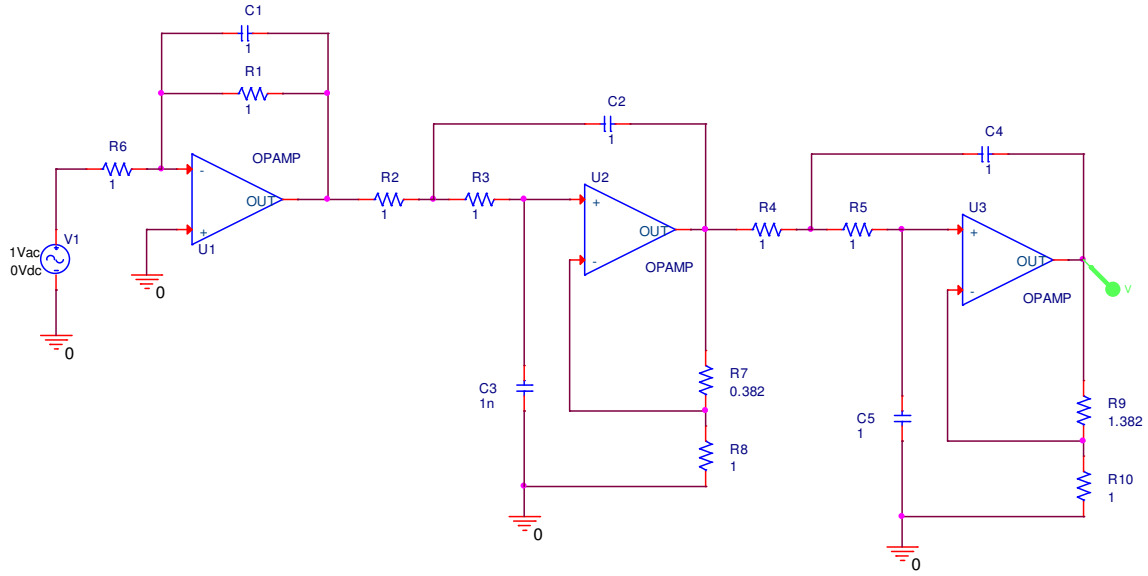 C1
1
R1
1
R6
1
-
+
OPAMP
OUT
U1
V1
1Vac
0Vdc
0
0
R2
1
R3
1
C2
1
U2
+
-
OUT
OPAMP
C3
1n
R7
0.382
R8
1
0
R4
1
R5
1
C4
1
U3
+
-
OUT
OPAMP
V
C5
1
R9
1.382
R10
1
0